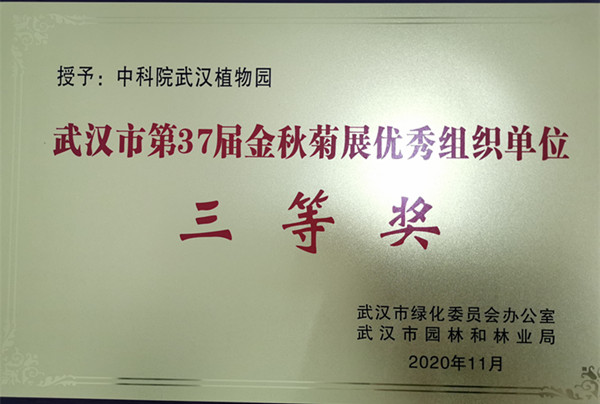 授予：中科院武汉植物园
武汉市第37届金秋菊展优秀组织单位
三等奖
武汉市绿化委员会办公室
武汉市园林和林业局
2020年11月